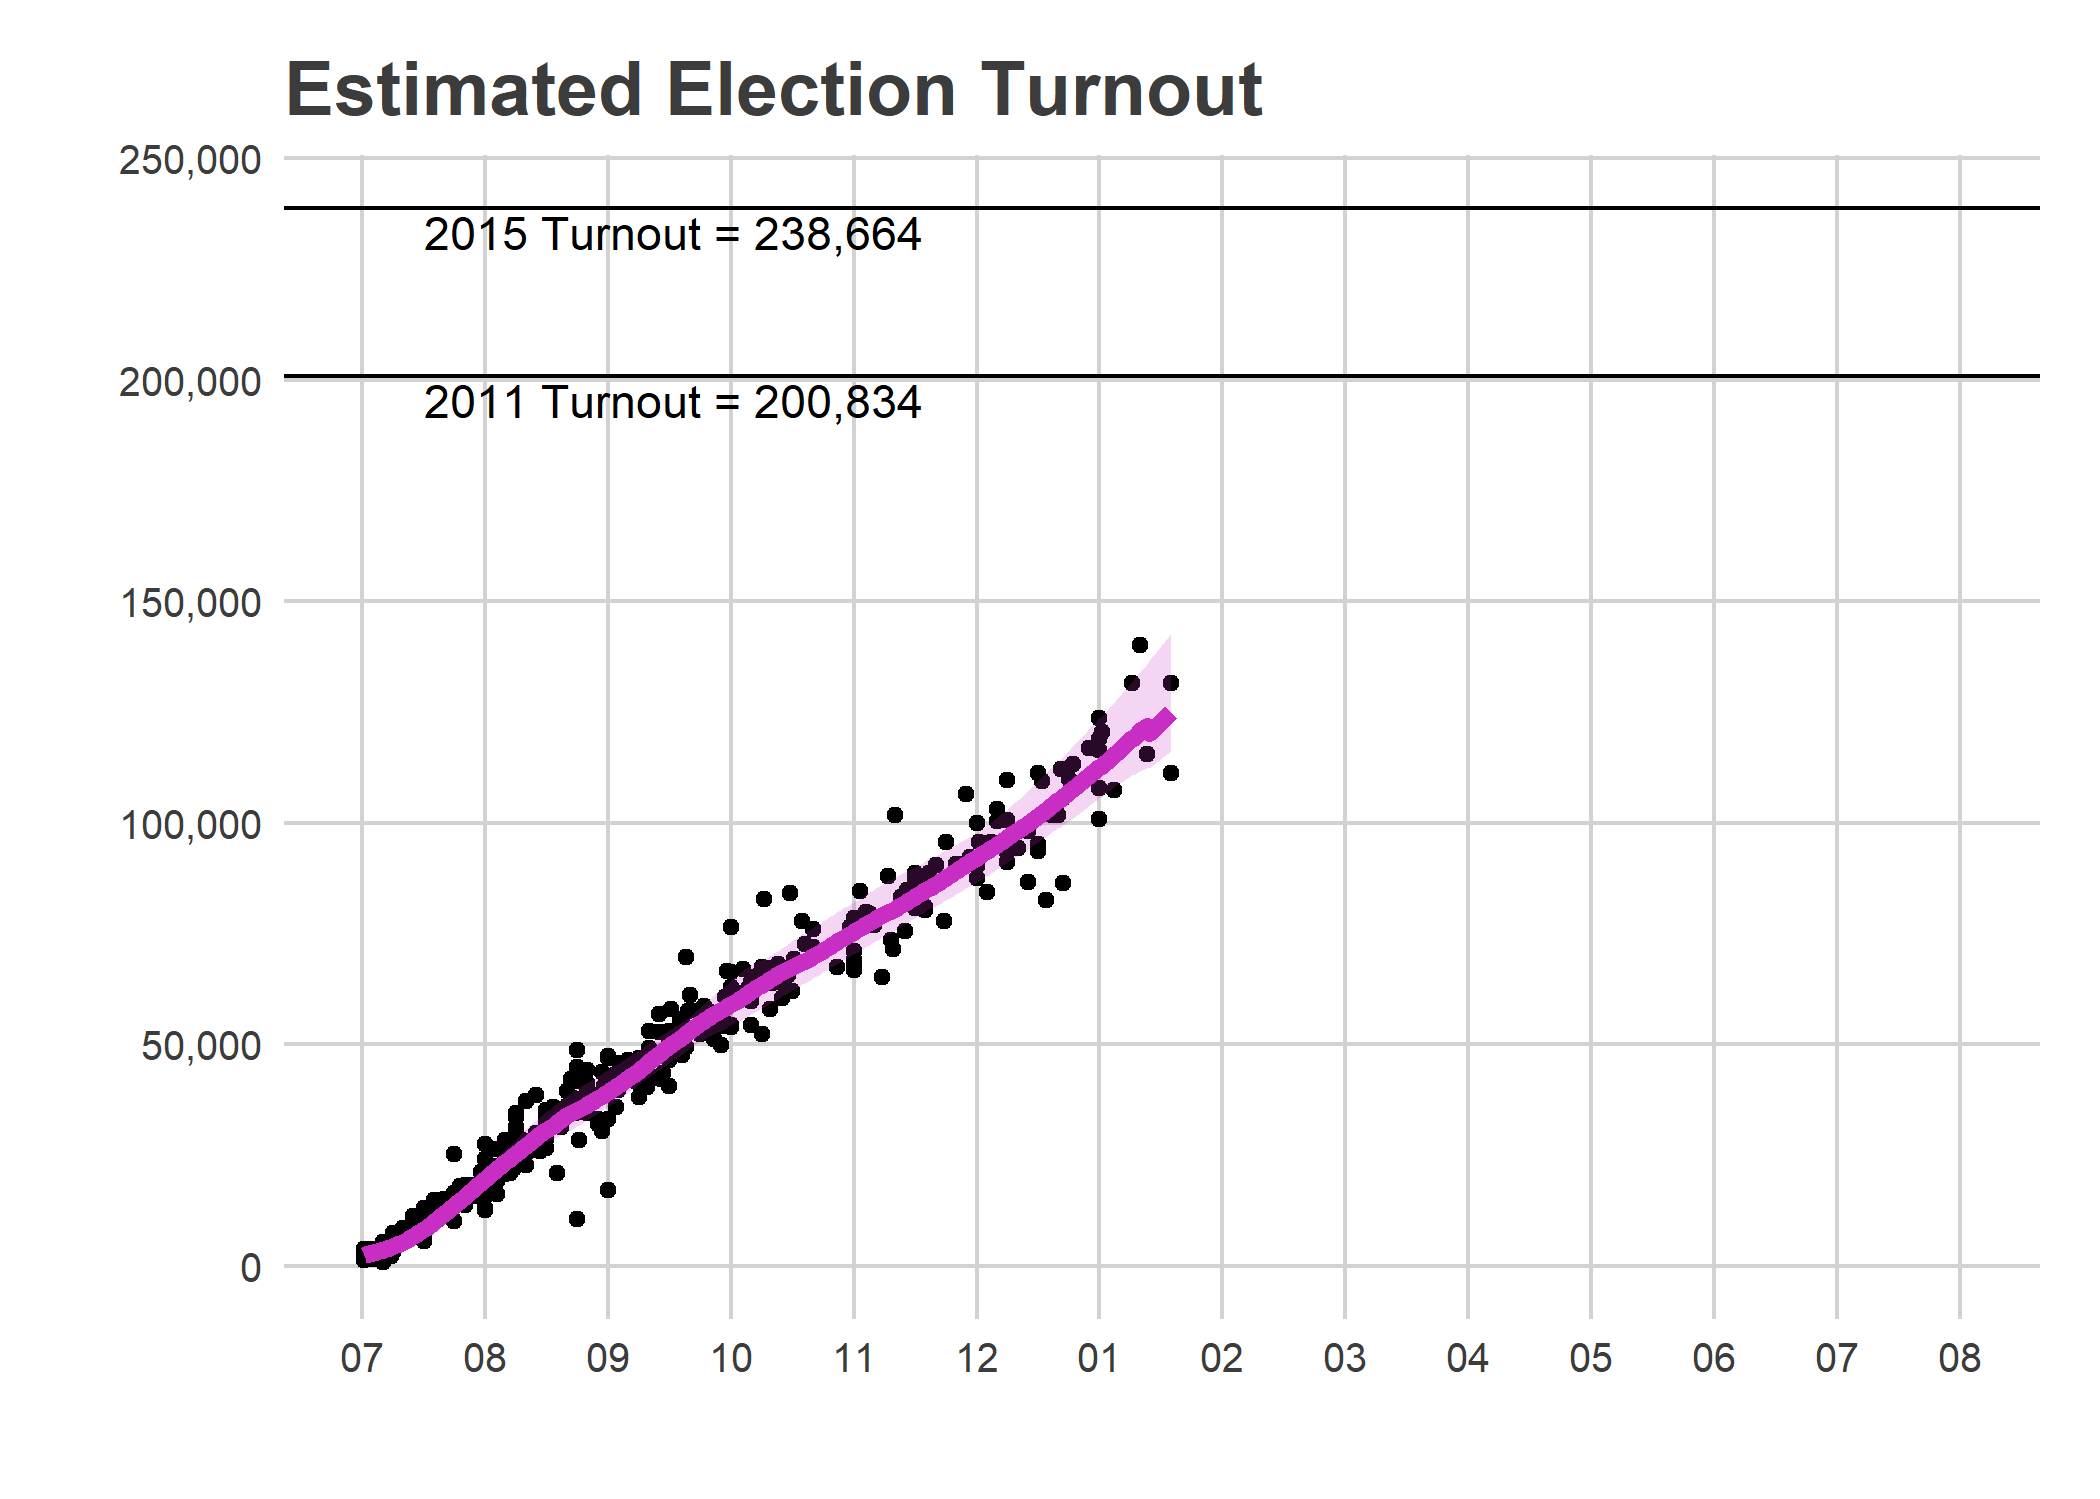 Estimated Election Turnout
250,000
2015 Turnout = 238,664
200,000
2011 Turnout = 200,834
150,000
100,000
50,000
0
07 08 09 10 11 12 01 02 03 04 05 06 07 08